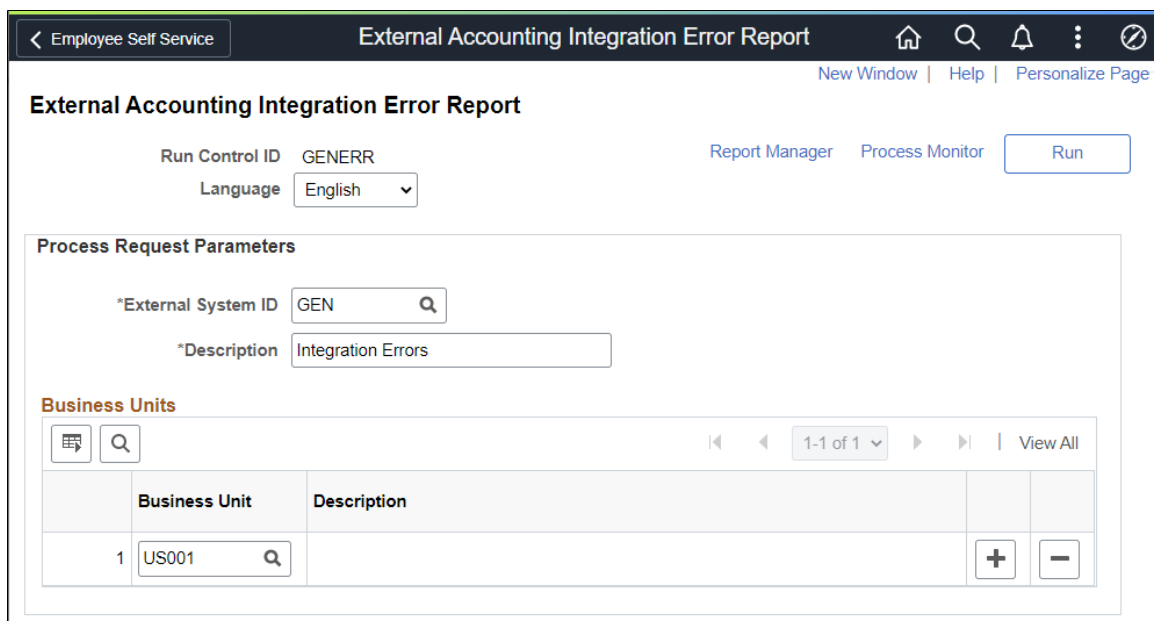 Employee Self Service External Accounting Integration Error Report
New Window | Help | Personalize Page
External Accounting Integration Error Report
Run Control ID GENERR Report Manager Process Monitor Run
Language English
Process Request Parameters
*External System ID GEN
*Description Integration Errors
Business Units
1-1 of 1 | View All
Business Unit Description
1 US001